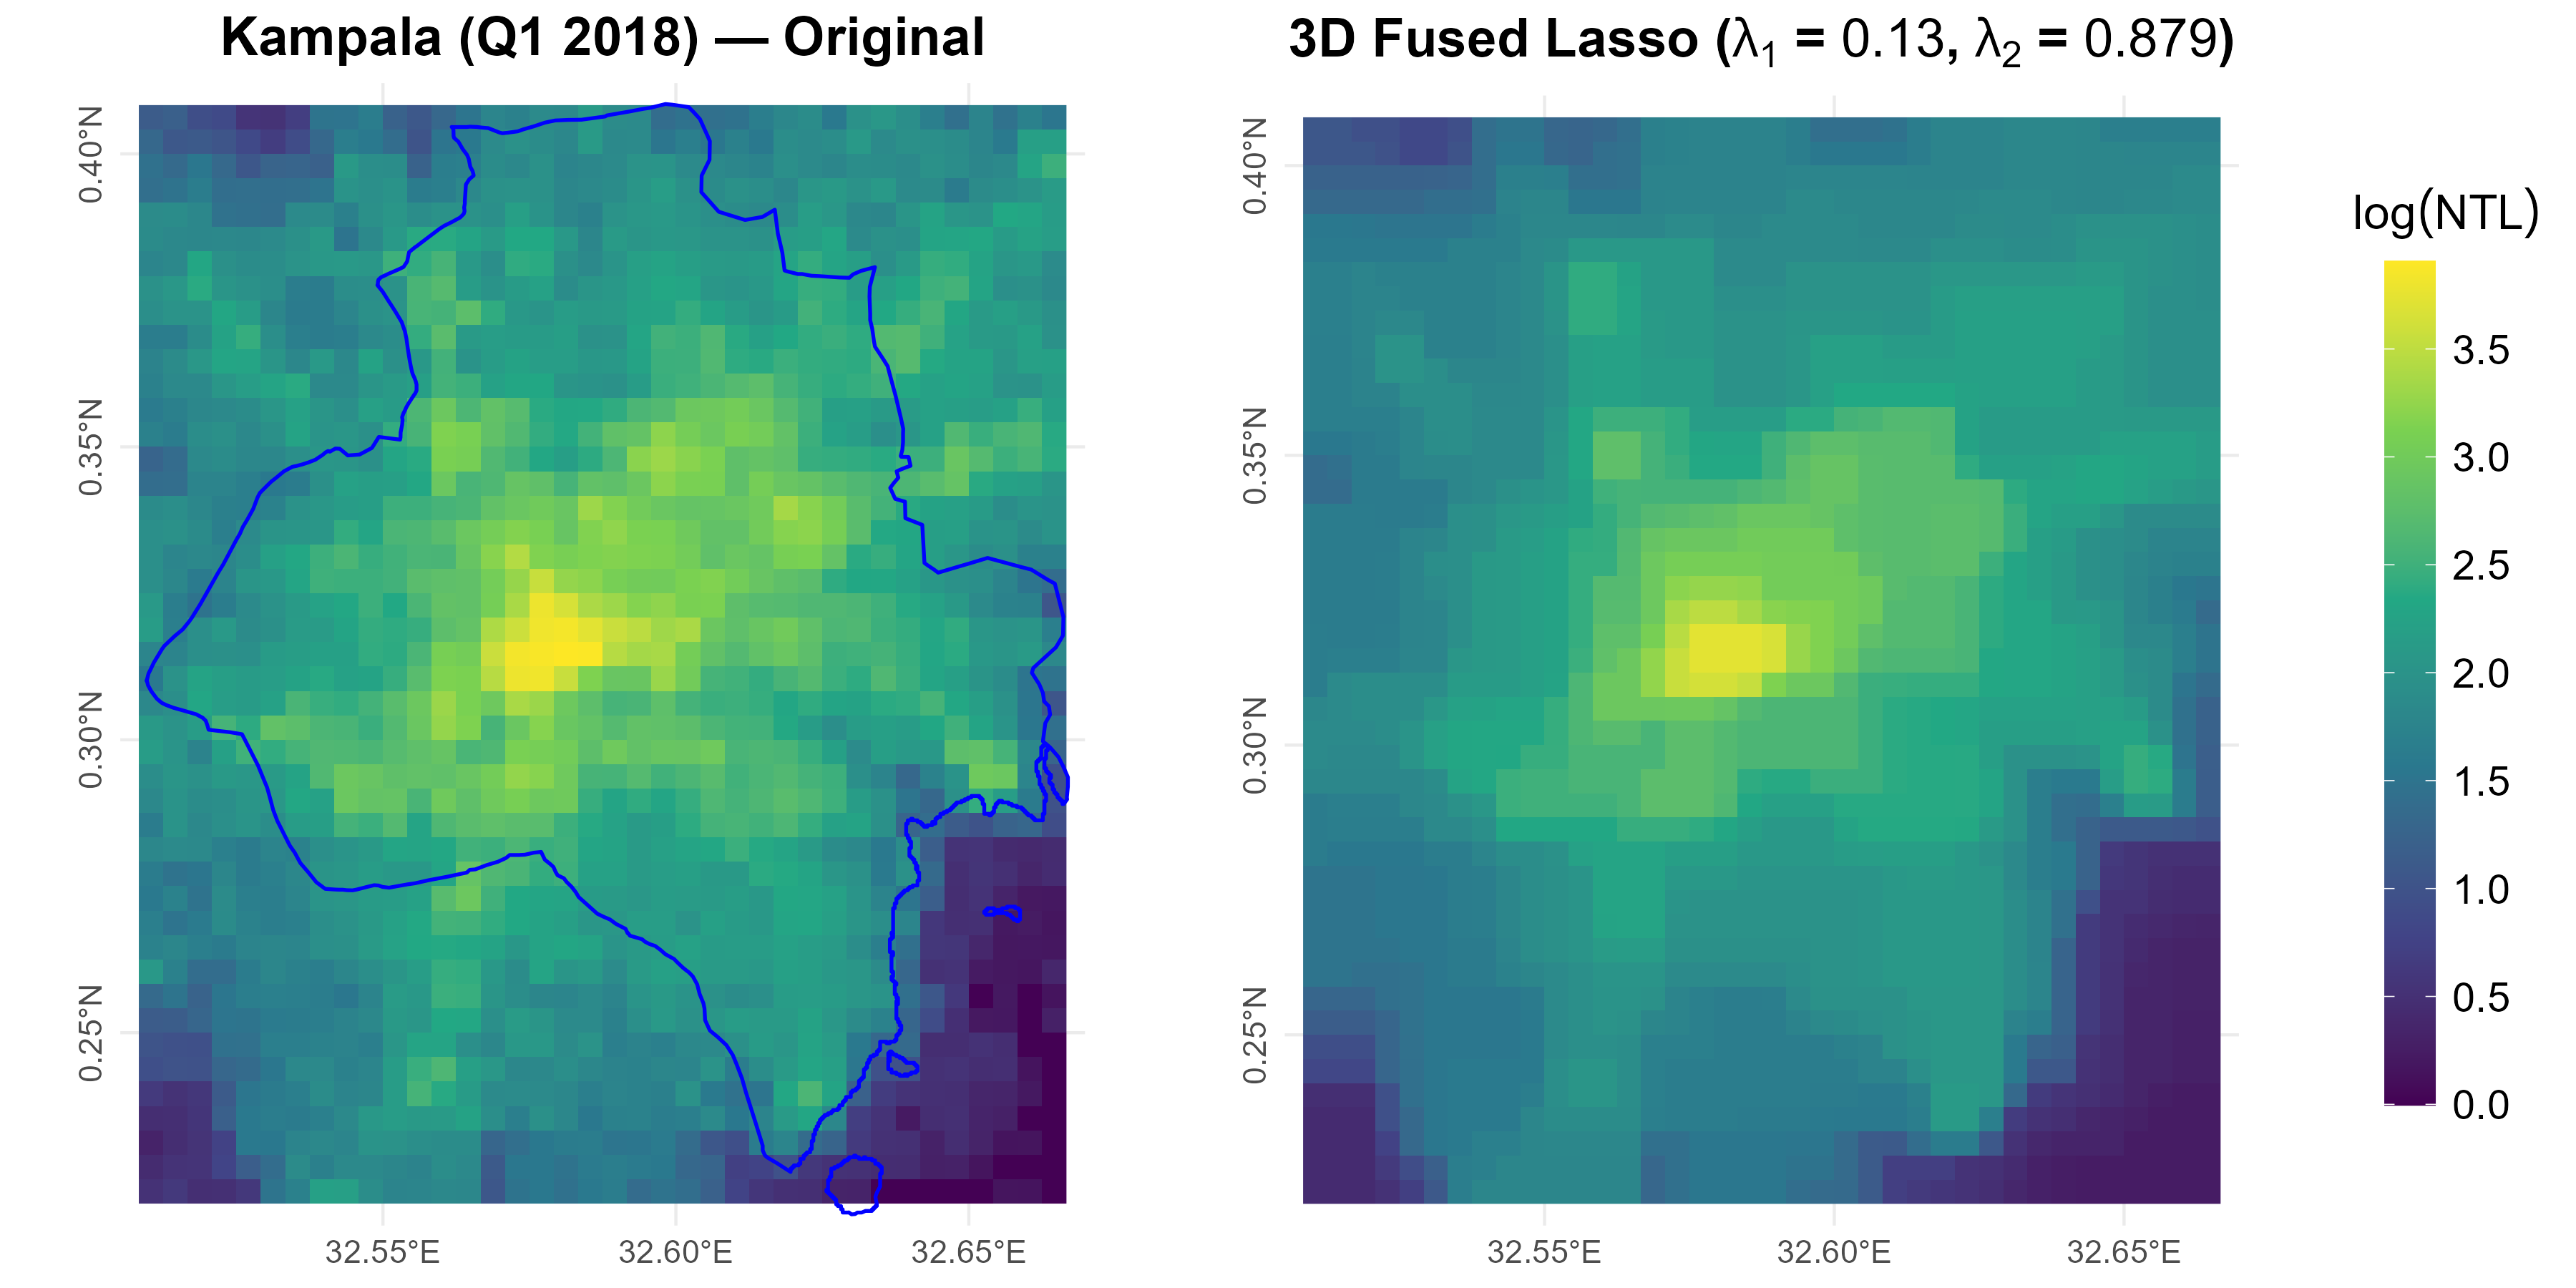 Kampala (Q1 2018) — Original
0.40°N
0.35°N
0.30°N
0.25°N
32.55°E 32.60°E 32.65°E
3D Fused Lasso (λ₁ = 0.13, λ₂ = 0.879)
0.40°N
0.35°N
0.30°N
0.25°N
32.55°E 32.60°E 32.65°E
log(NTL)
3.5
3.0
2.5
2.0
1.5
1.0
0.5
0.0